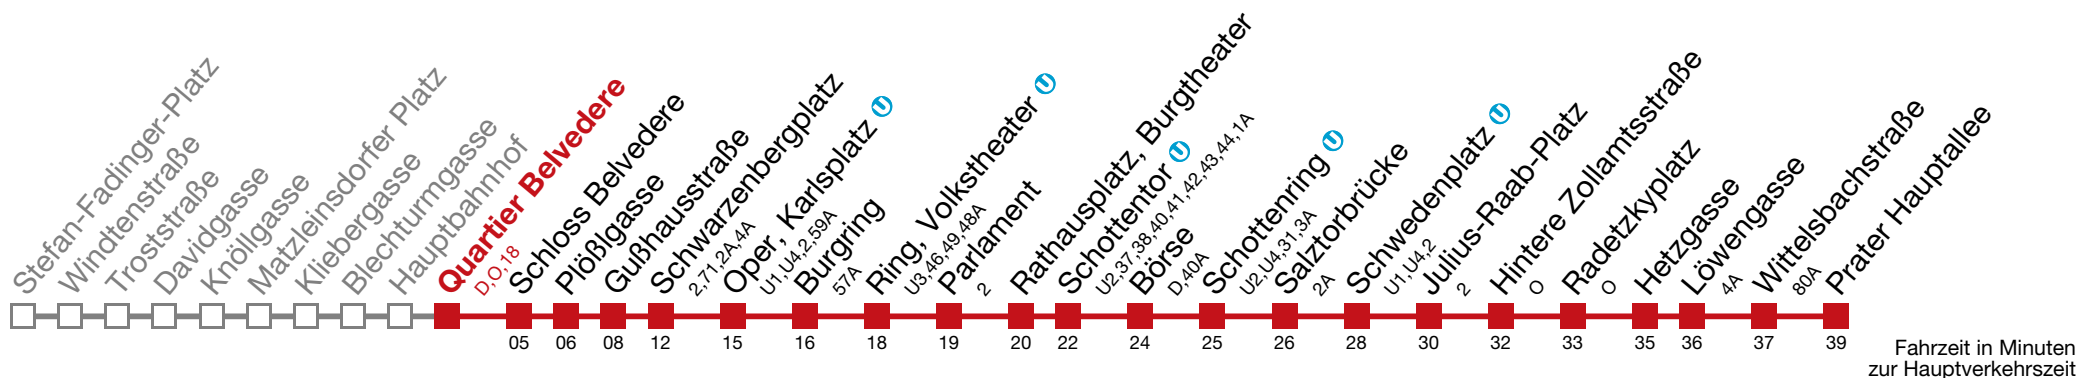 Stefan-Fadinger-Platz
Windtenstraße
Troststraße
Davidgasse
Knöllgasse
Matzleinsdorfer Platz
Kliebergasse
Blechturmgasse
Hauptbahnhof
Quartier Belvedere
D,O,18
Schloss Belvedere
Plößlgasse
Gußhausstraße
Schwarzenbergplatz
2,71,2A,4A
Oper, Karlsplatz U
U1,U4,2,59A
Burgring
57A
Ring, Volkstheater U
U3,46,49,48A
Parlament
2
Rathausplatz, Burgtheater
Schottentor U
U2,37,38,40,41,42,43,44,1A
Börse
D,40A
Schottenring U
U2,U4,31,3A
Salztorbrücke
2A
Schwedenplatz U
U1,U4,2
Julius-Raab-Platz
2
Hintere Zollamtsstraße
O
Radetzkyplatz
O
Hetzgasse
Löwengasse
4A
Wittelsbachstraße
80A
Prater Hauptallee
05 06 08 12 15 16 18 19 20 22 24 25 26 28 30 32 33 35 36 37 39
Fahrzeit in Minuten
zur Hauptverkehrszeit